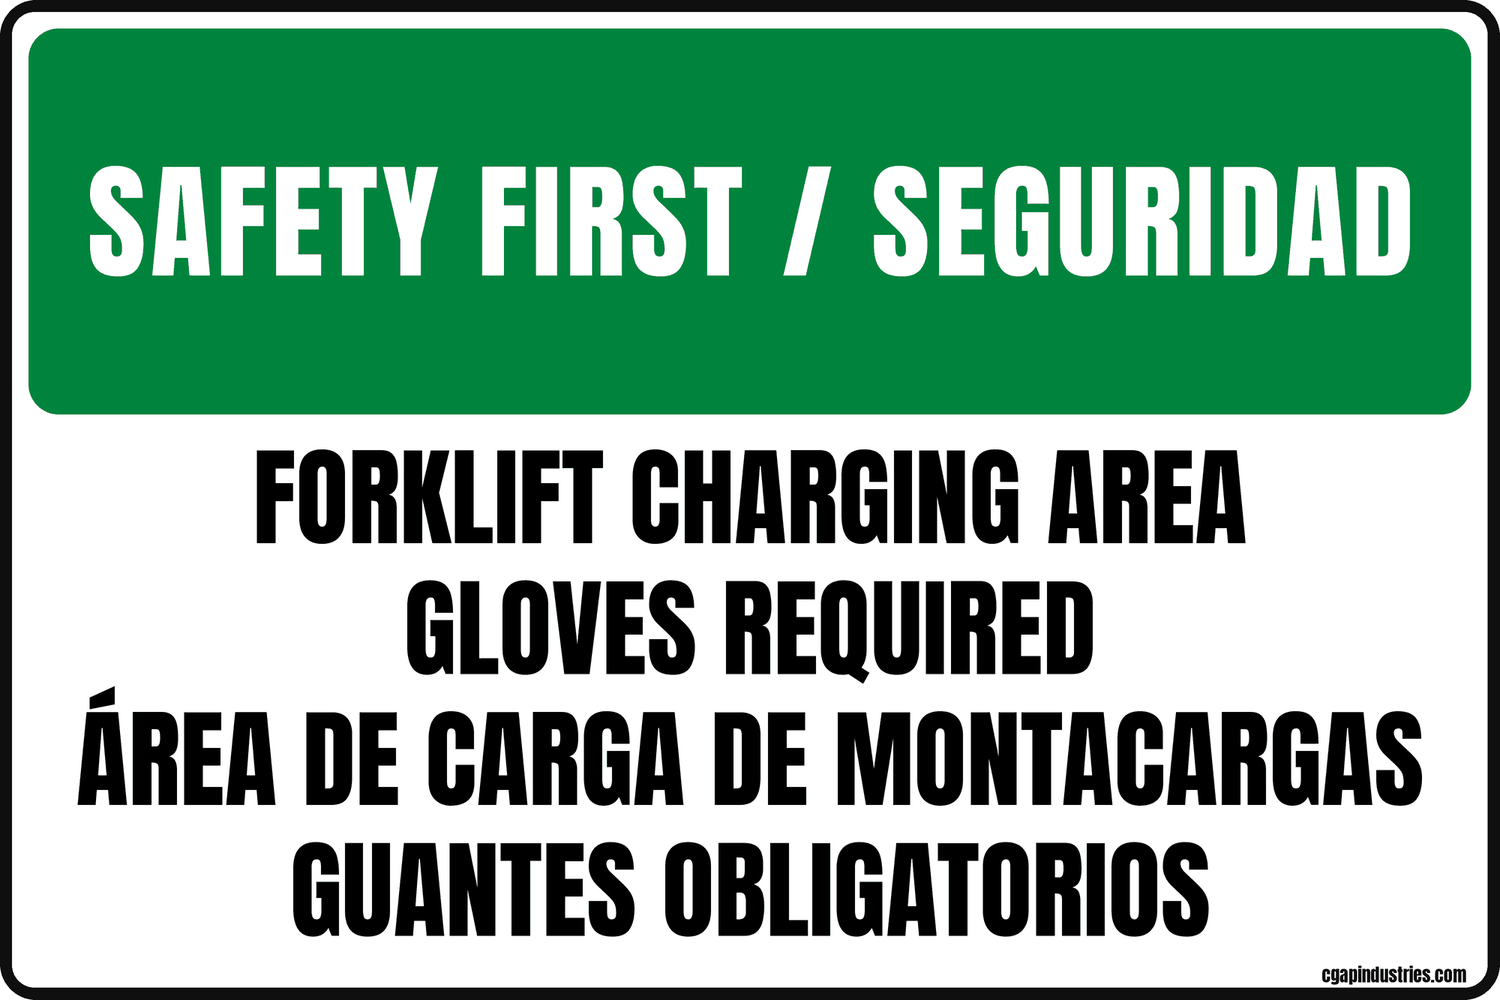 SAFETY FIRST / SEGURIDAD
FORKLIFT CHARGING AREA
GLOVES REQUIRED
ÁREA DE CARGA DE MONTACARGAS
GUANTES OBLIGATORIOS
cgapindustries.com